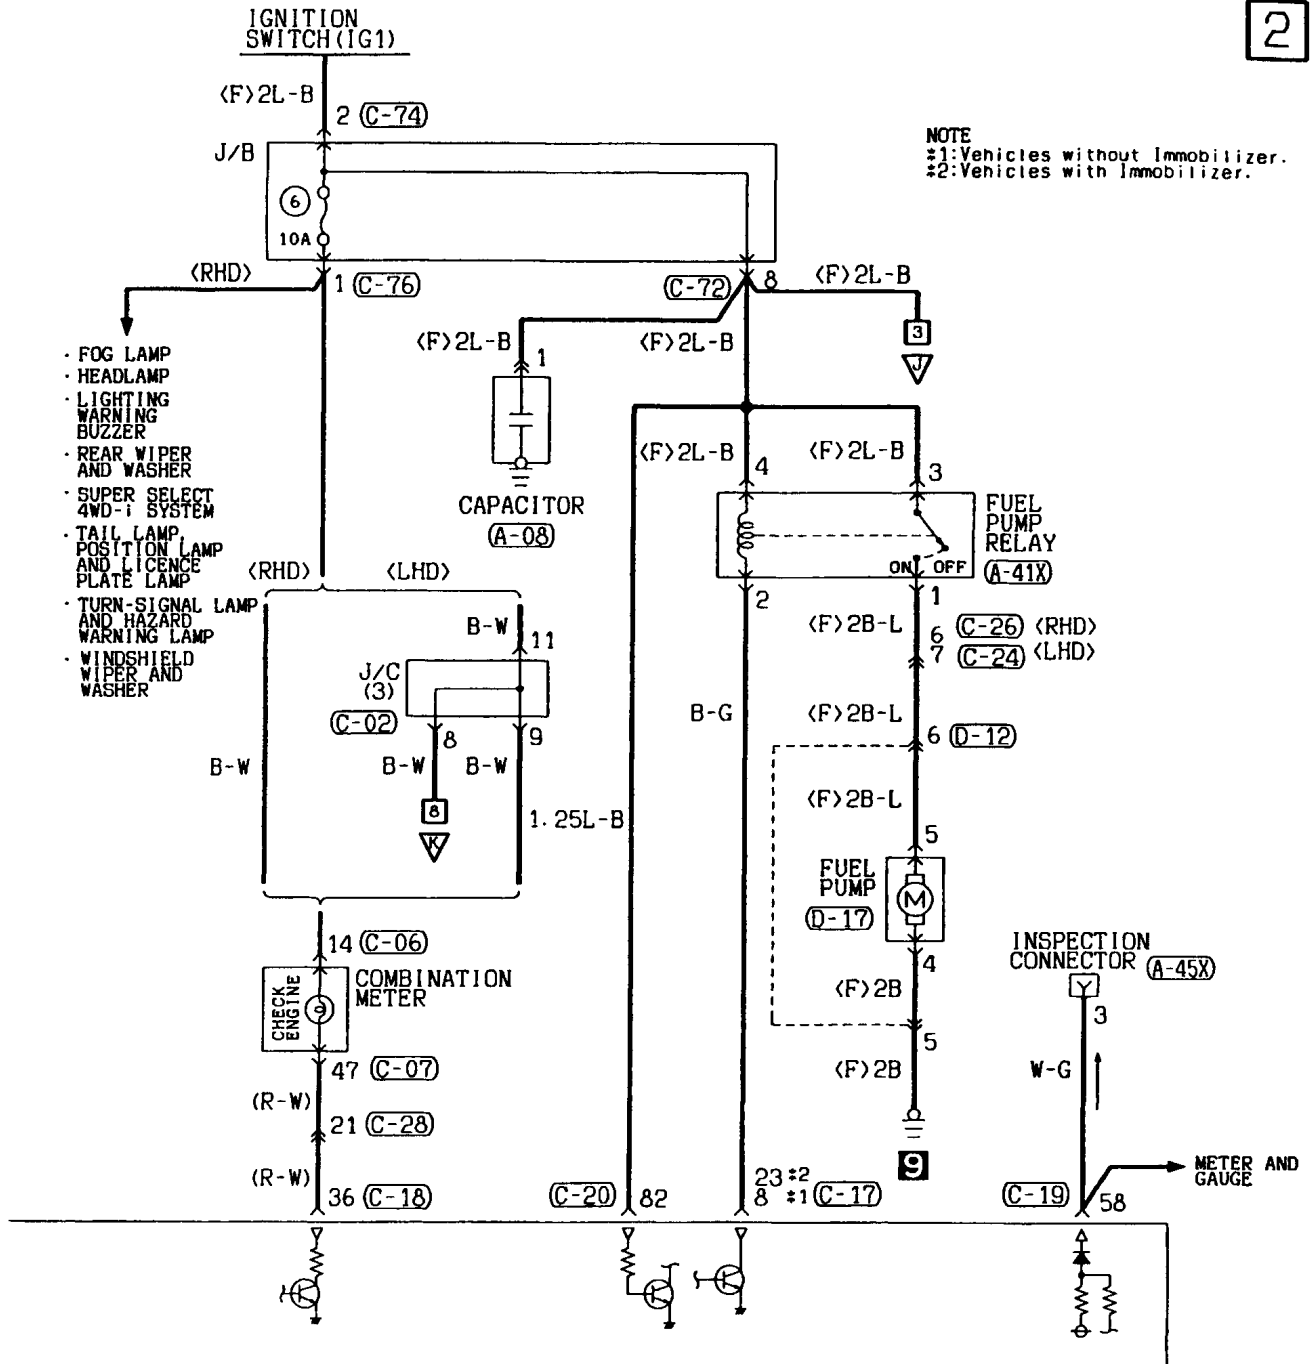 IGNITION
SWITCH(IG1)
2
<F>2L-B
2 (C-74)
J/B
NOTE
*1:Vehicles without Immobilizer.
*2:Vehicles with Immobilizer.
6
10A
<RHD>
1 (C-76)
(C-72) 8
<F>2L-B
3
J
<F>2L-B
1
<F>2L-B
· FOG LAMP
· HEADLAMP
· LIGHTING
WARNING
BUZZER
· REAR WIPER
AND WASHER
· SUPER SELECT
4WD-i SYSTEM
· TAIL LAMP,
POSITION LAMP
AND LICENCE
PLATE LAMP
· TURN-SIGNAL LAMP
AND HAZARD
WARNING LAMP
· WINDSHIELD
WIPER AND
WASHER
CAPACITOR
(A-08)
<F>2L-B
4
<F>2L-B
3
FUEL
PUMP
RELAY
(A-41X)
ON OFF
2
1
<RHD>
<LHD>
B-W
11
J/C
(3)
(C-02)
8
9
B-W
B-W
B-W
8
K
1.25L-B
B-G
<F>2B-L
6 (C-26) <RHD>
7 (C-24) <LHD>
<F>2B-L
6 (D-12)
<F>2B-L
5
FUEL
PUMP
(D-17)
M
4
<F>2B
5
<F>2B
9
14 (C-06)
COMBINATION
METER
CHECK
ENGINE
47 (C-07)
(R-W)
21 (C-28)
(R-W)
36 (C-18)
(C-20) 82
23 *2
8 *1 (C-17)
INSPECTION
CONNECTOR (A-45X)
3
W-G
METER AND
GAUGE
(C-19) 58